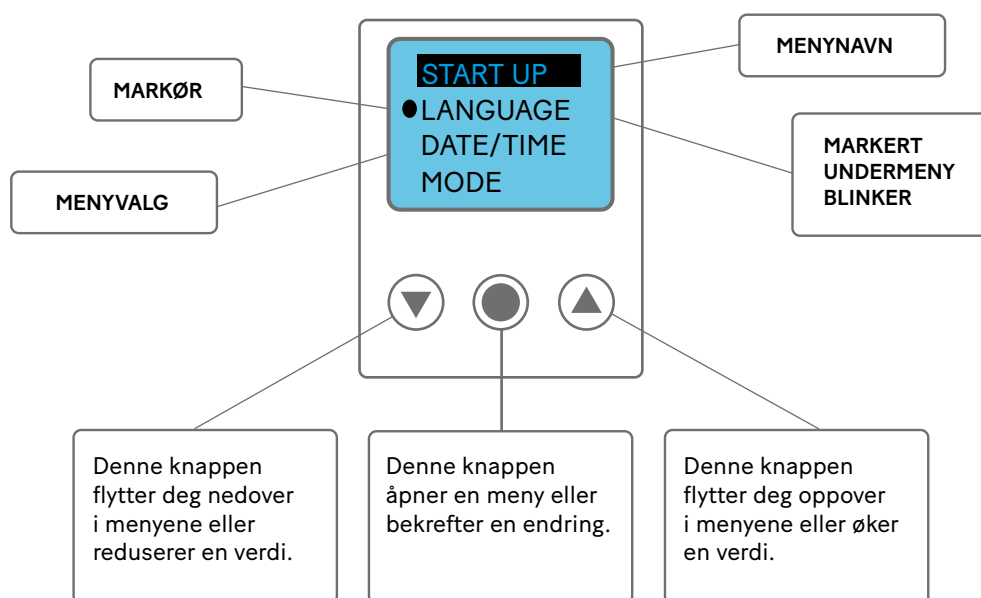 MENYNAVN
START UP
MARKØR
LANGUAGE
DATE/TIME
MARKERT
UNDERMENY
BLINKER
MODE
MENYVALG
Denne knappen
flytter deg nedover
i menyene eller
reduserer en verdi.
Denne knappen
åpner en meny eller
bekrefter en endring.
Denne knappen
flytter deg oppover
i menyene eller øker
en verdi.